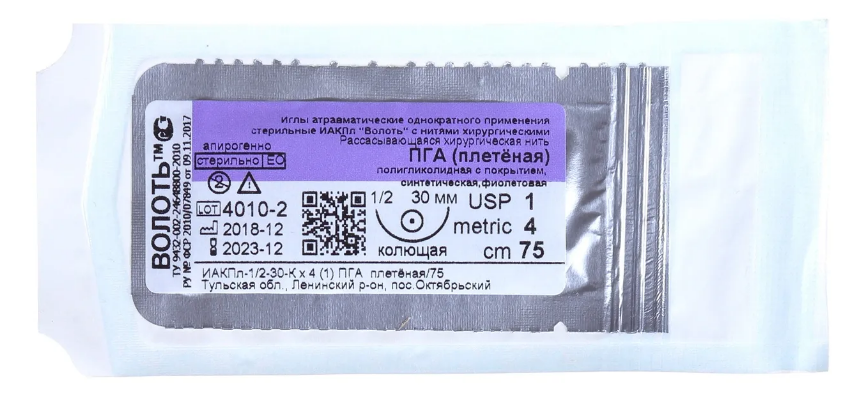 Иглы атравматические однократного применения
стерильные ИАКПл "Волоть" с нитями хирургическими
Рассасывающаяся хирургическая нить
ПГА (плетёная)
полигликолидная с покрытием,
синтетическая,фиолетовая
ВОЛОТЬ™
ТУ 9432-002-24648800-2010
РУ № ФСР 2010/07849 от 09.11.2017
апирогенно
стерильно EO
2
LOT 4010-2
2018-12
2023-12
1/2 30 мм
колющая
USP 1
metric 4
cm 75
ИАКПл-1/2-30-К х 4 (1) ПГА плетёная/75
Тульская обл., Ленинский р-он, пос.Октябрьский